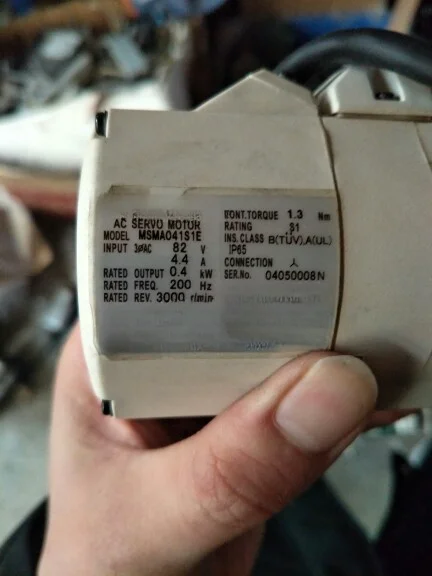 AC SERVO MOTOR
MODEL MSMA041S1E
INPUT 3øAC 82 V
4.4 A
RATED OUTPUT 0.4 kW
RATED FREQ. 200 Hz
RATED REV. 3000 r/min
CONT.TORQUE 1.3 Nm
RATING S1
INS.CLASS B(TÜV),A(UL)
IP65
CONNECTION 人
SER.No. 04050008N